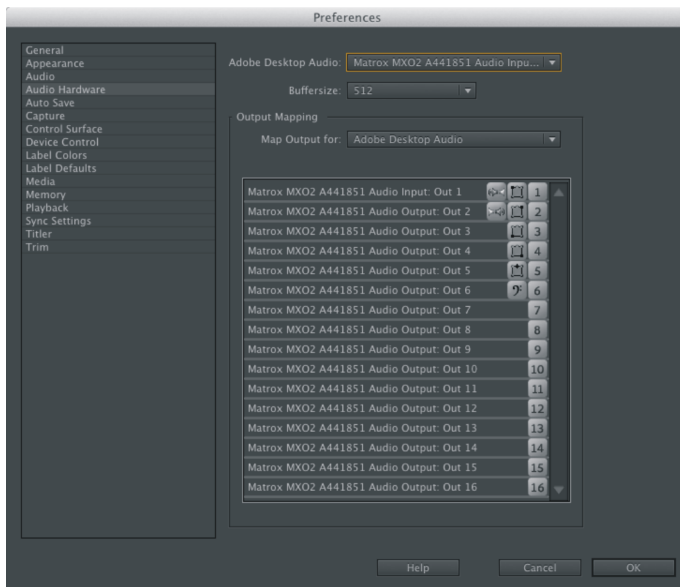 Preferences
General
Appearance
Audio
Audio Hardware
Auto Save
Capture
Control Surface
Device Control
Label Colors
Label Defaults
Media
Memory
Playback
Sync Settings
Titler
Trim
Adobe Desktop Audio: Matrox MXO2 A441851 Audio Inpu...
Buffersize: 512
Output Mapping
Map Output for: Adobe Desktop Audio
Matrox MXO2 A441851 Audio Input: Out 1 1
Matrox MXO2 A441851 Audio Output: Out 2 2
Matrox MXO2 A441851 Audio Output: Out 3 3
Matrox MXO2 A441851 Audio Output: Out 4 4
Matrox MXO2 A441851 Audio Output: Out 5 5
Matrox MXO2 A441851 Audio Output: Out 6 6
Matrox MXO2 A441851 Audio Output: Out 7 7
Matrox MXO2 A441851 Audio Output: Out 8 8
Matrox MXO2 A441851 Audio Output: Out 9 9
Matrox MXO2 A441851 Audio Output: Out 10 10
Matrox MXO2 A441851 Audio Output: Out 11 11
Matrox MXO2 A441851 Audio Output: Out 12 12
Matrox MXO2 A441851 Audio Output: Out 13 13
Matrox MXO2 A441851 Audio Output: Out 14 14
Matrox MXO2 A441851 Audio Output: Out 15 15
Matrox MXO2 A441851 Audio Output: Out 16 16
Help Cancel OK